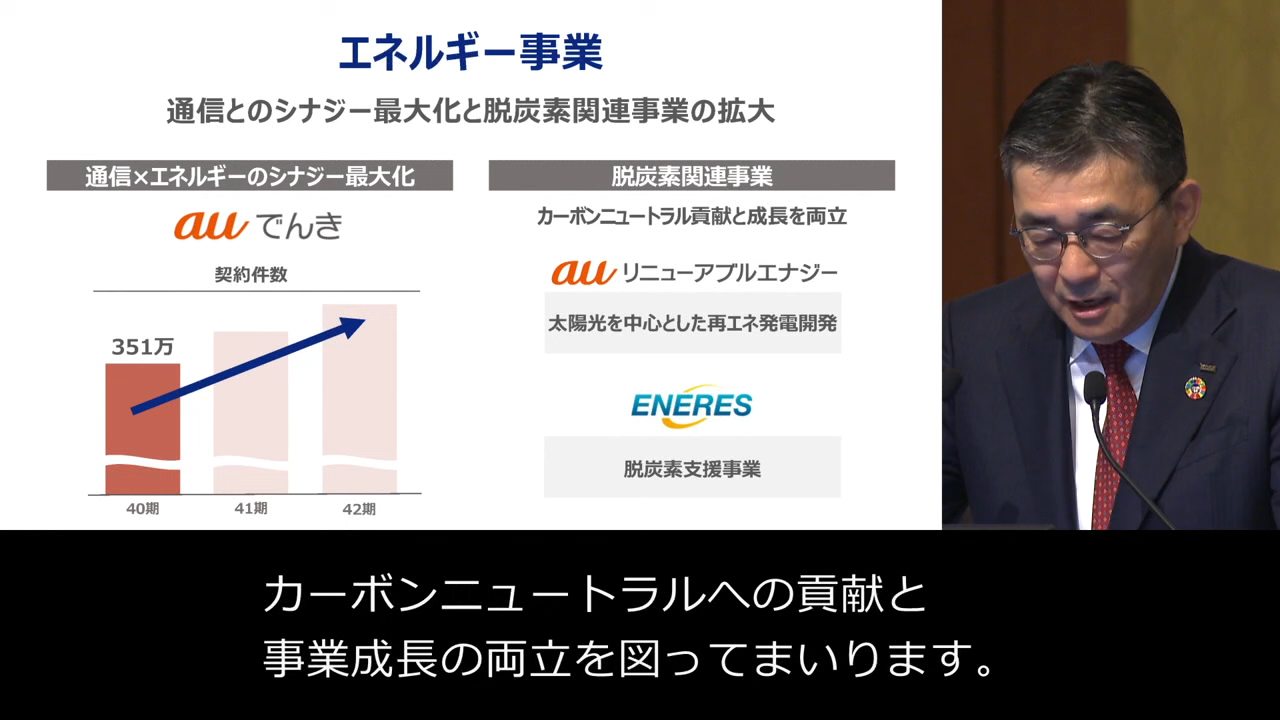 エネルギー事業
通信とのシナジー最大化と脱炭素関連事業の拡大
通信×エネルギーのシナジー最大化
au でんき
契約件数
351万
40期
41期
42期
脱炭素関連事業
カーボンニュートラル貢献と成長を両立
au リニューアブルエナジー
太陽光を中心とした再エネ発電開発
ENERES
脱炭素支援事業
カーボンニュートラルへの貢献と
事業成長の両立を図ってまいります。